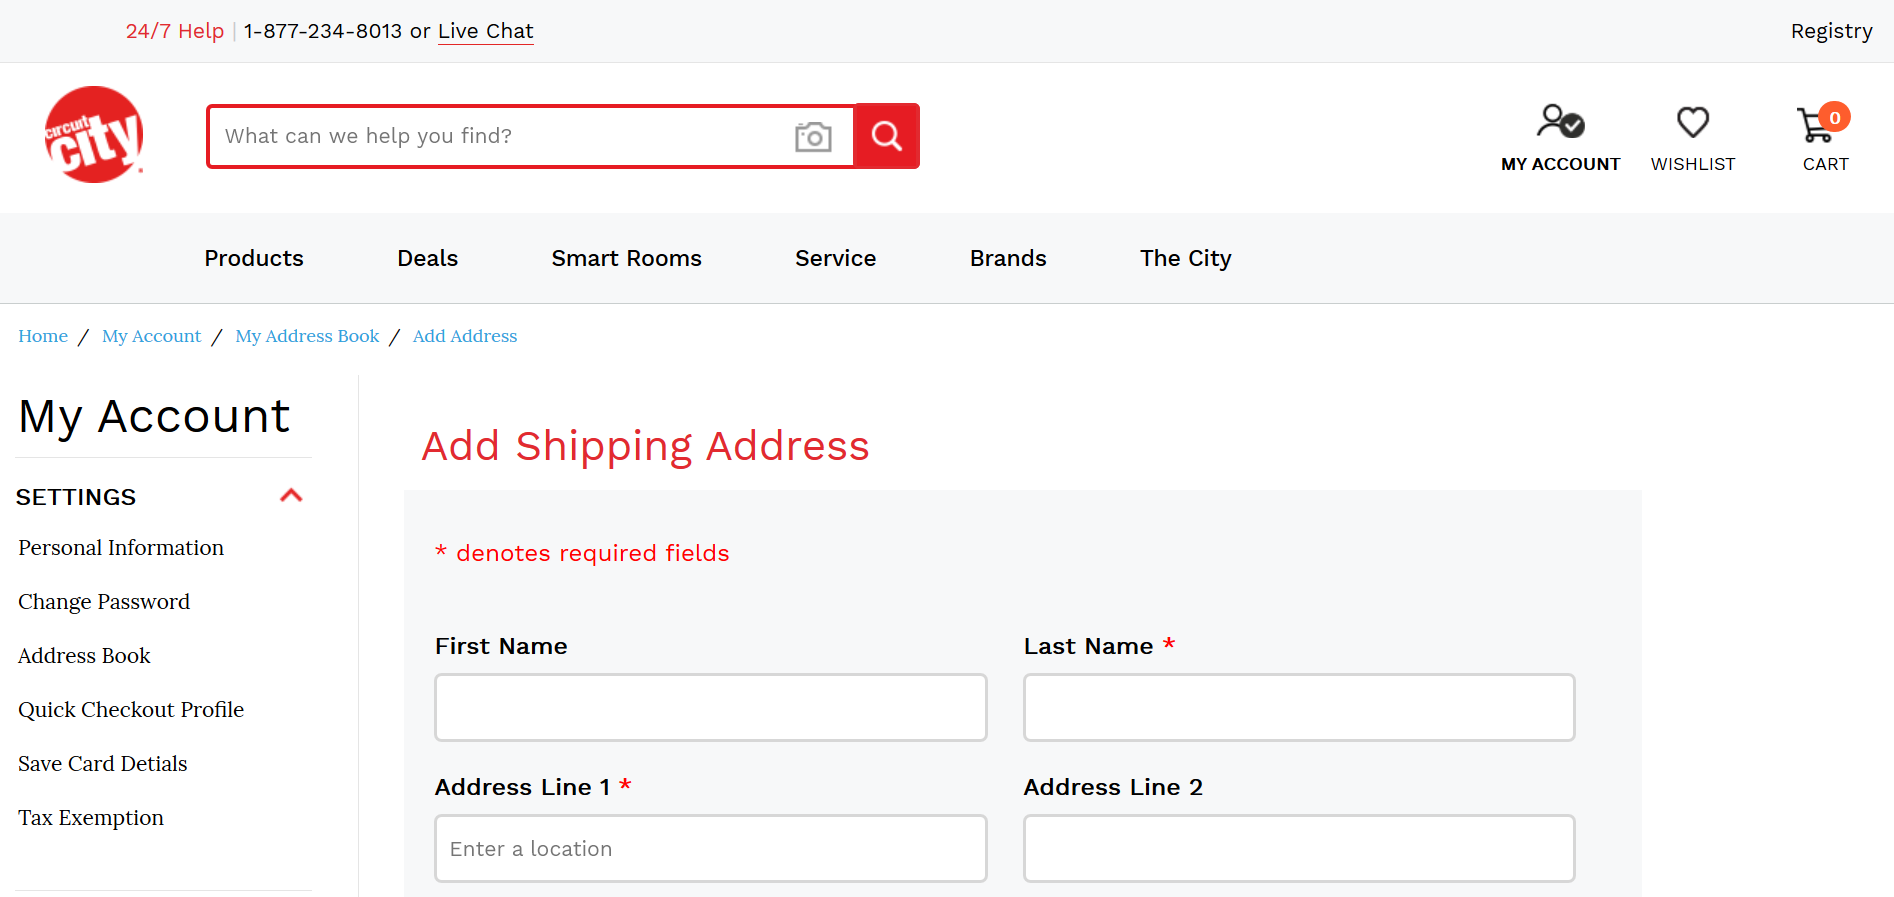 24/7 Help | 1-877-234-8013 or Live Chat
Registry
circuit city
What can we help you find?
MY ACCOUNT
WISHLIST
0
CART
Products
Deals
Smart Rooms
Service
Brands
The City
Home / My Account / My Address Book / Add Address
My Account
SETTINGS
Personal Information
Change Password
Address Book
Quick Checkout Profile
Save Card Detials
Tax Exemption
Add Shipping Address
* denotes required fields
First Name
Last Name *
Address Line 1 *
Address Line 2
Enter a location